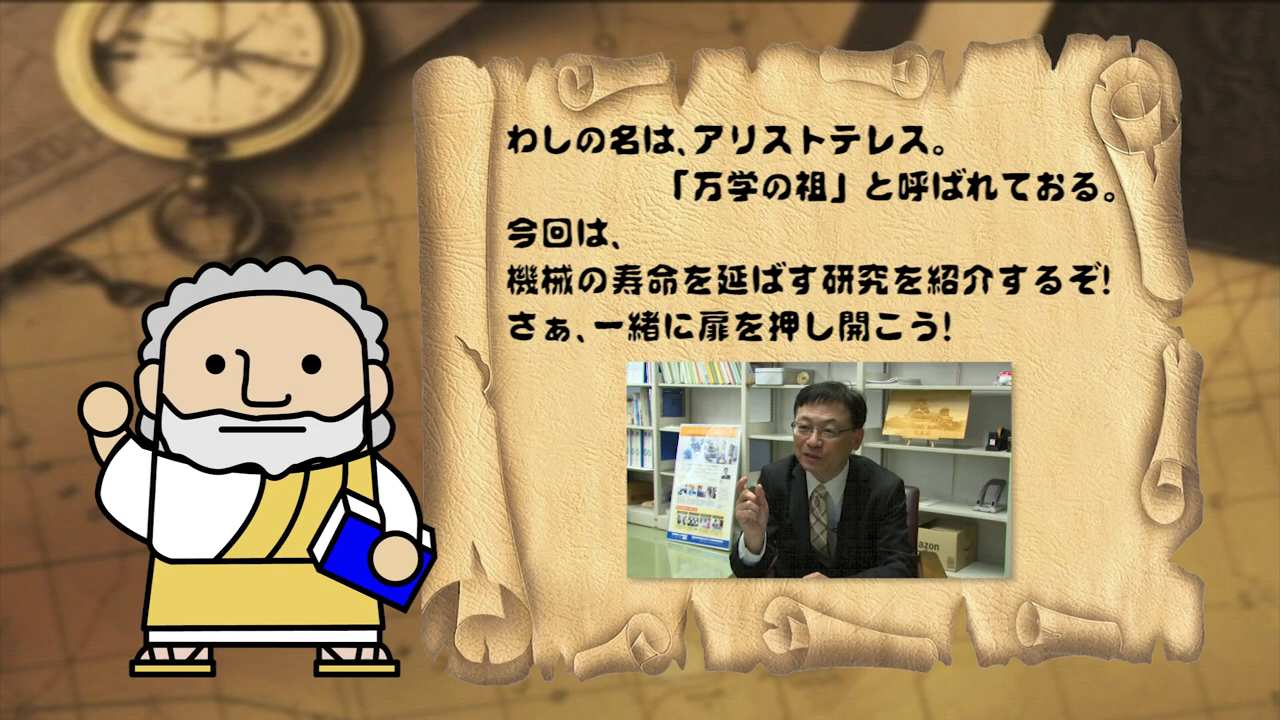 わしの名は、アリストテレス。
「万学の祖」と呼ばれておる。
今回は、
機械の寿命を延ばす研究を紹介するぞ!
さぁ、一緒に扉を押し開こう!